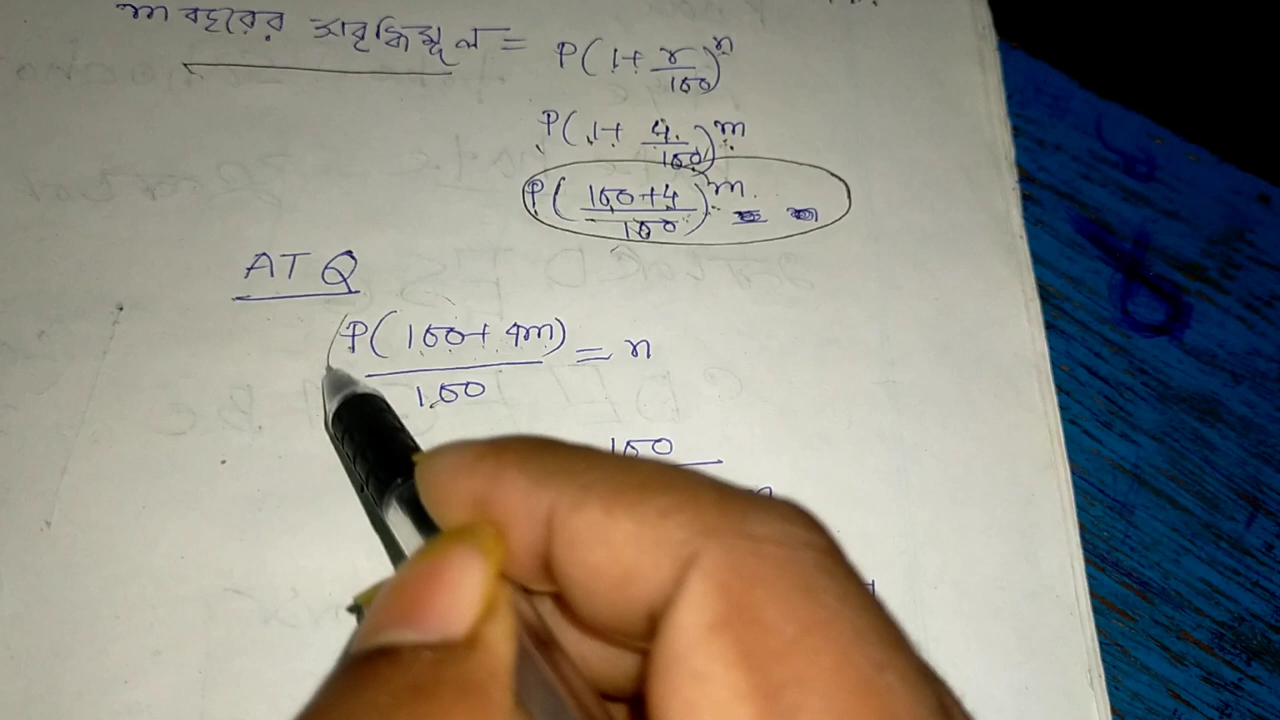 m বছরের সবৃদ্ধিমূল = P(1+ r/100)^n
P(1+ 4/100)^m
P(100+4/100)^m
ATQ
P(100+4m)/100 = n
100